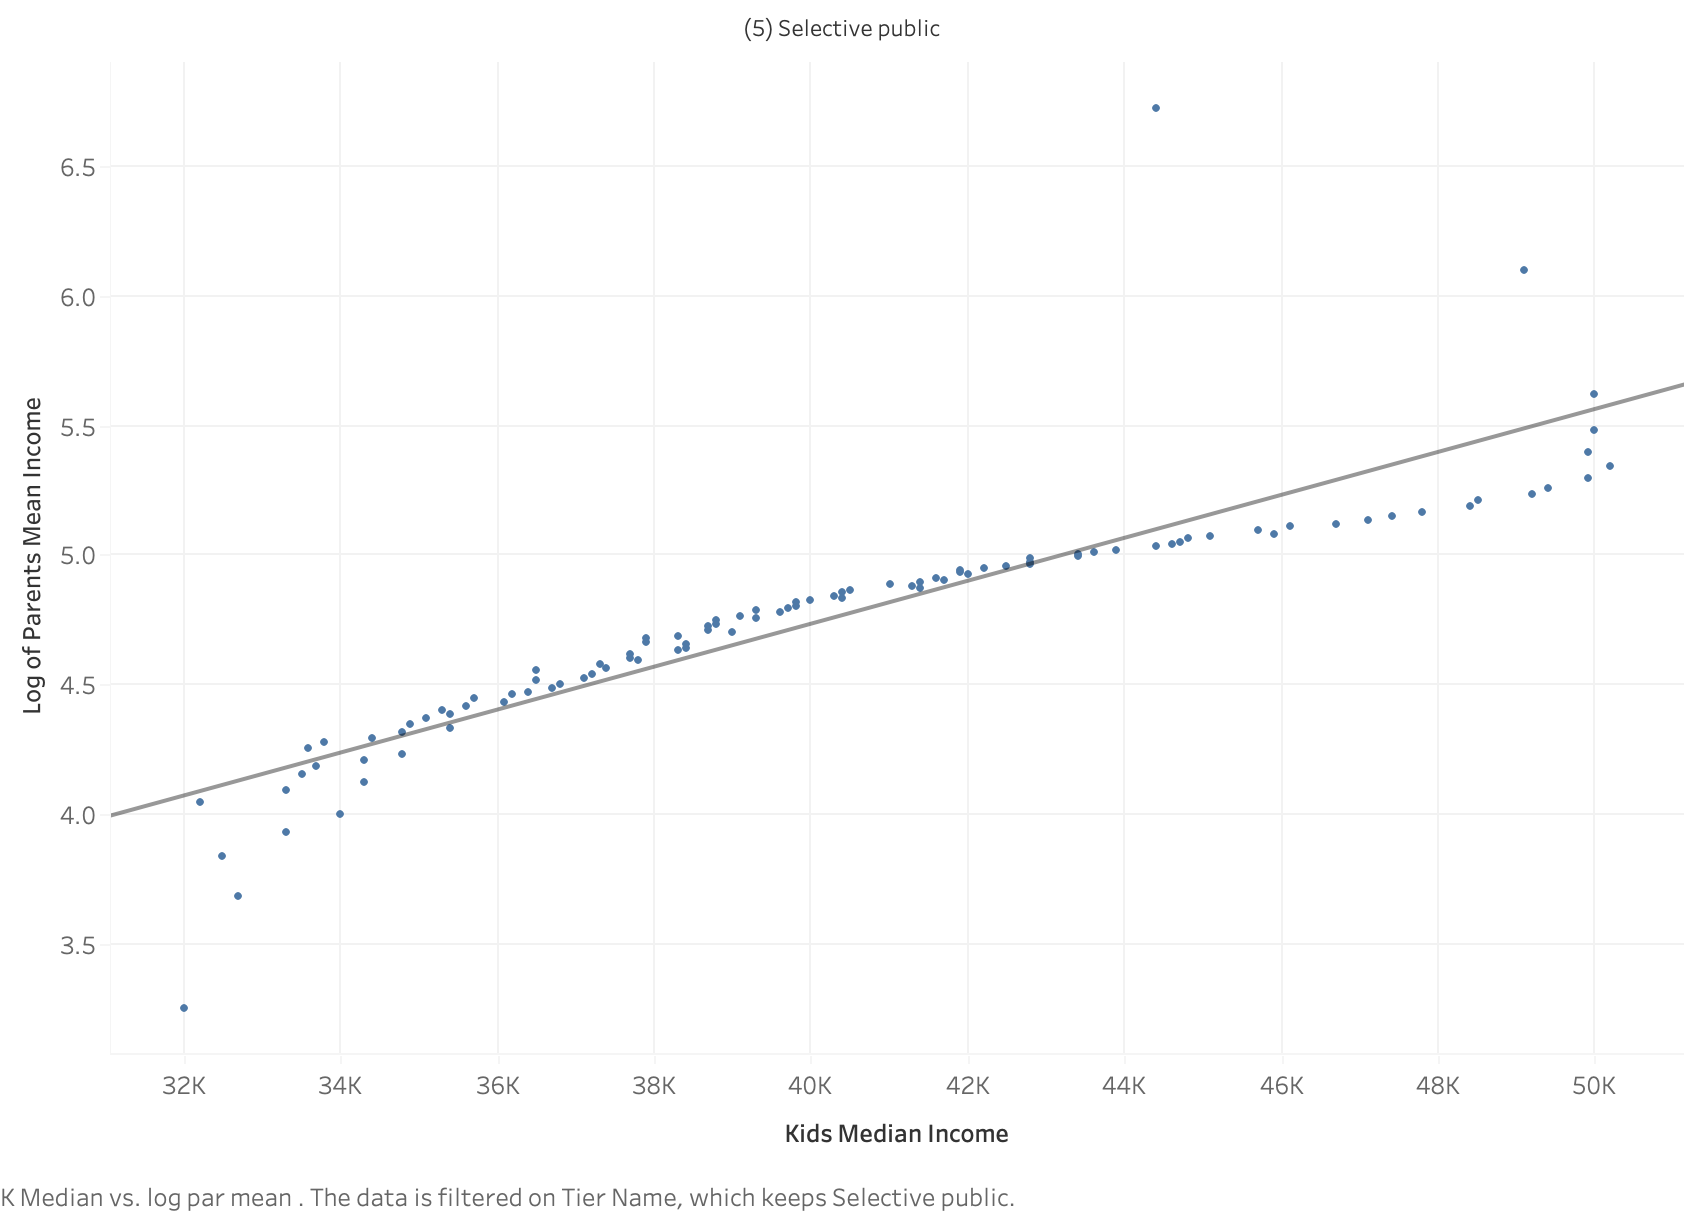 (5) Selective public
6.5
6.0
5.5
5.0
4.5
4.0
3.5
Log of Parents Mean Income
32K 34K 36K 38K 40K 42K 44K 46K 48K 50K
Kids Median Income
K Median vs. log par mean . The data is filtered on Tier Name, which keeps Selective public.